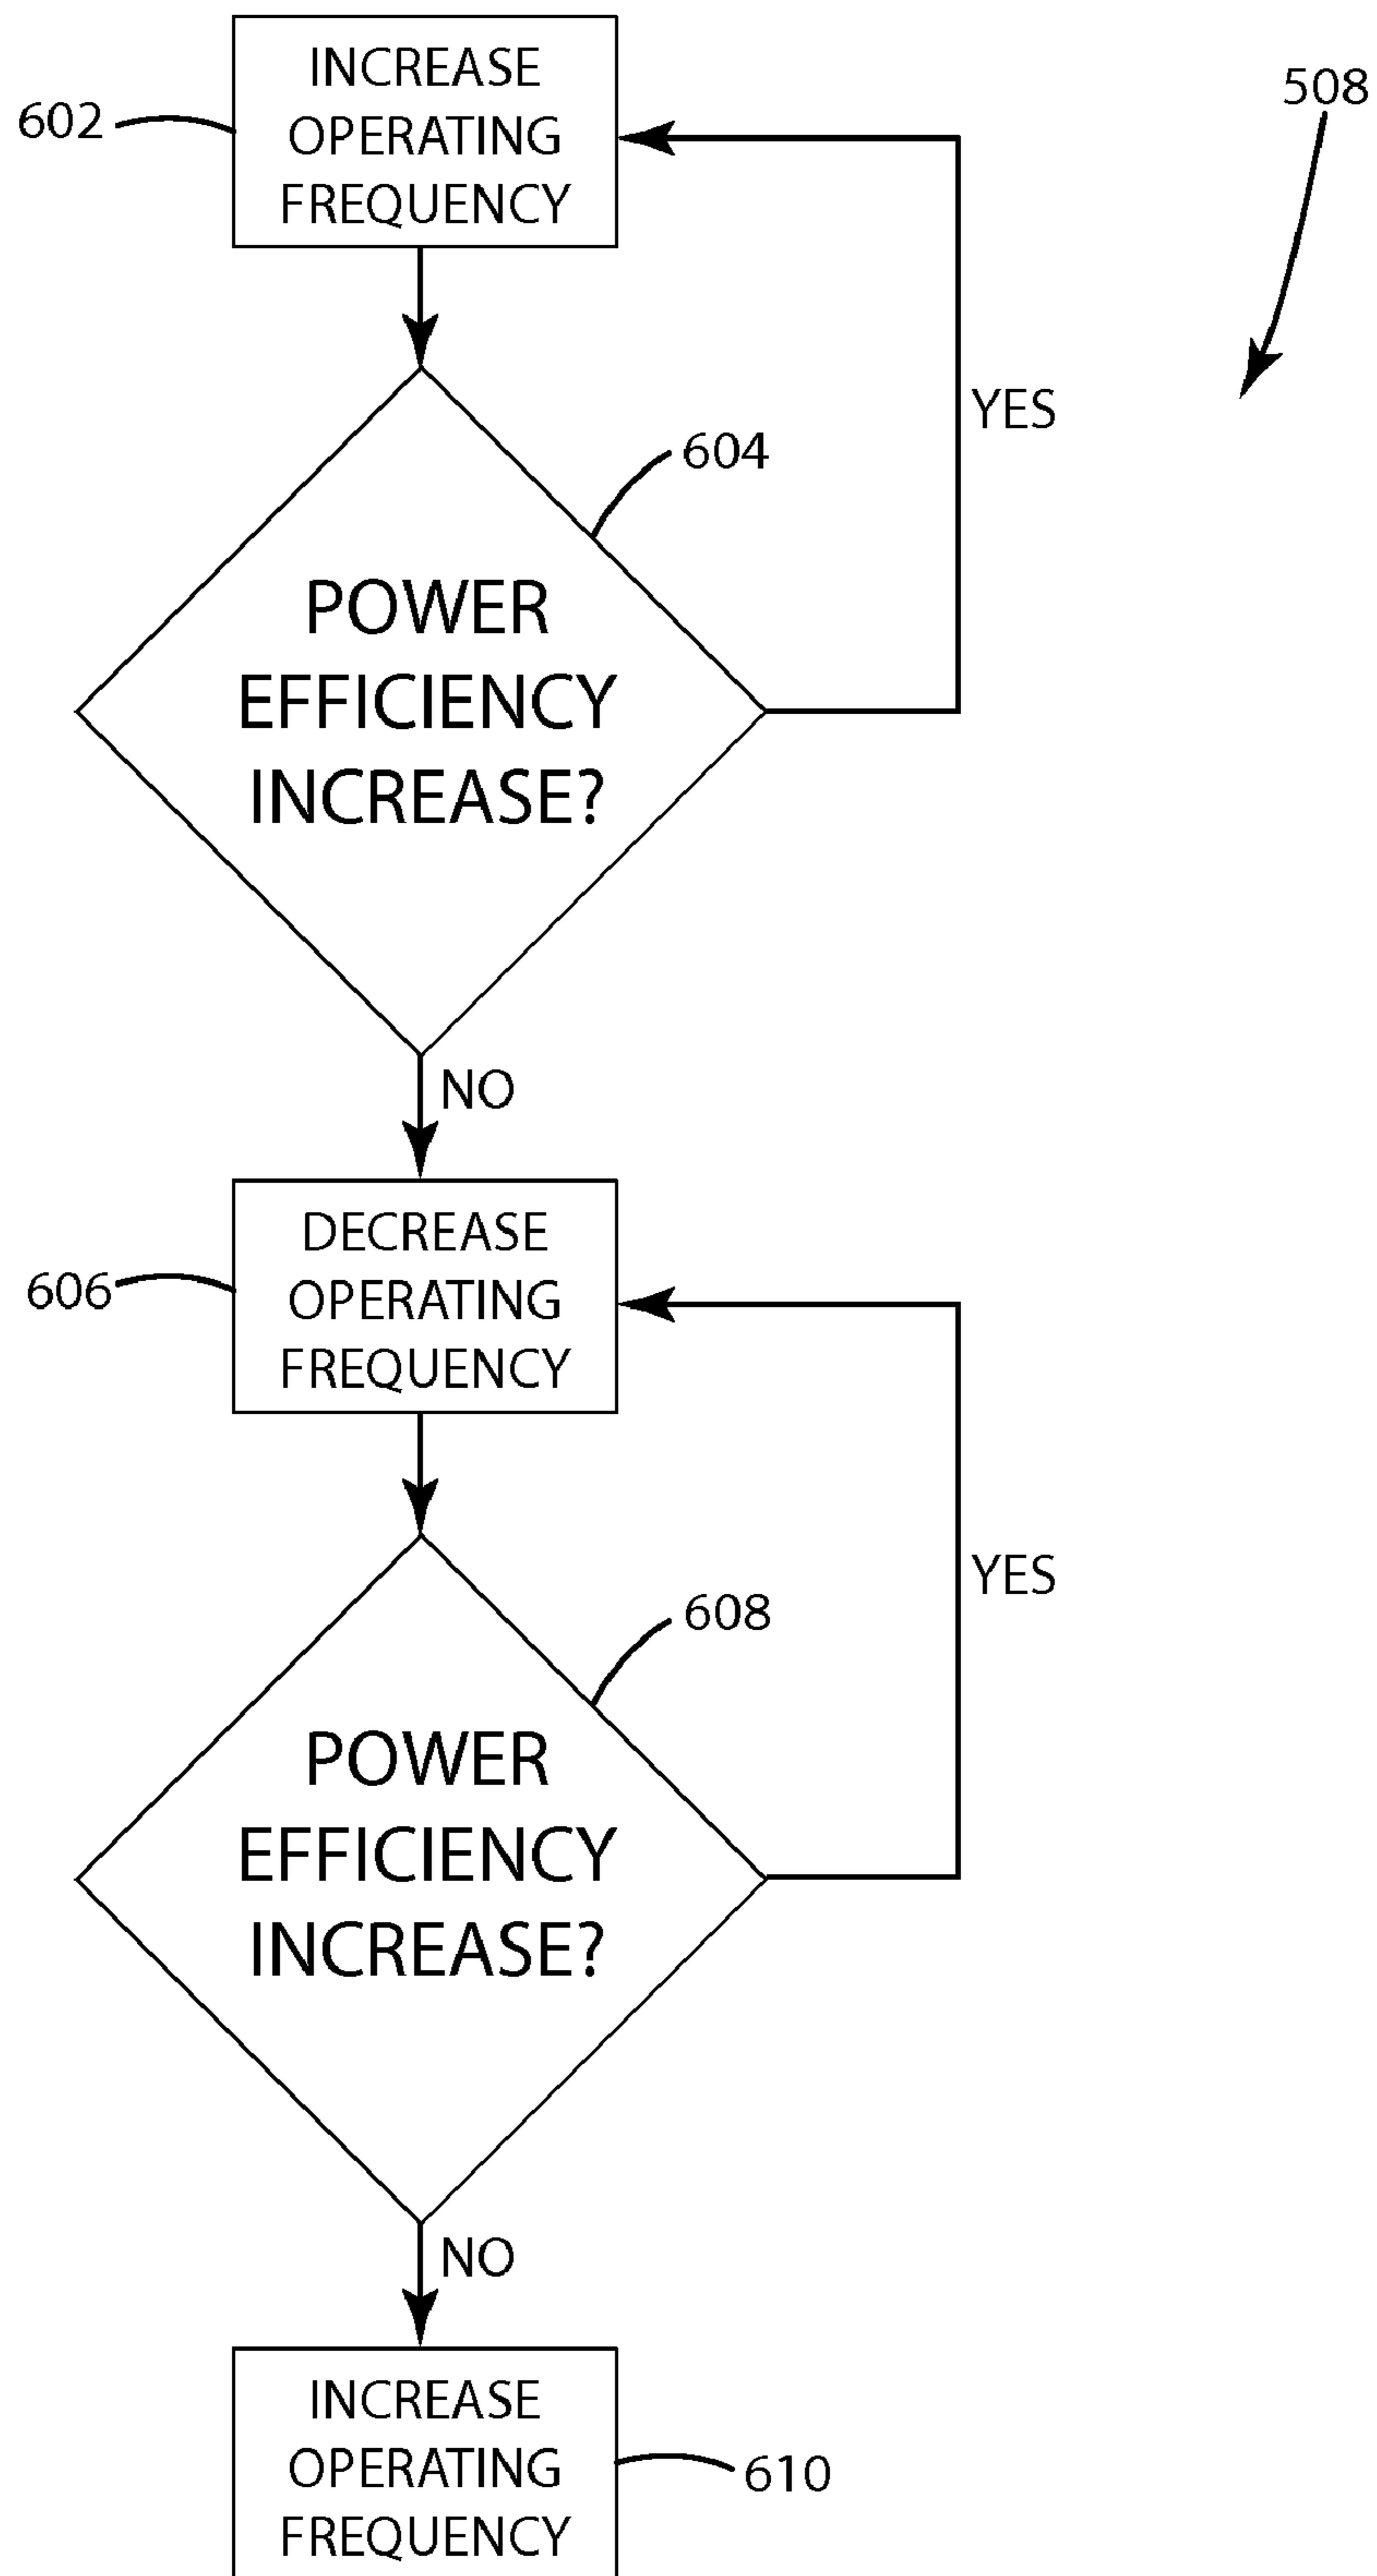 INCREASE
OPERATING
FREQUENCY
602
508
YES
604
POWER
EFFICIENCY
INCREASE?
NO
DECREASE
OPERATING
FREQUENCY
606
YES
608
POWER
EFFICIENCY
INCREASE?
NO
INCREASE
OPERATING
FREQUENCY
610